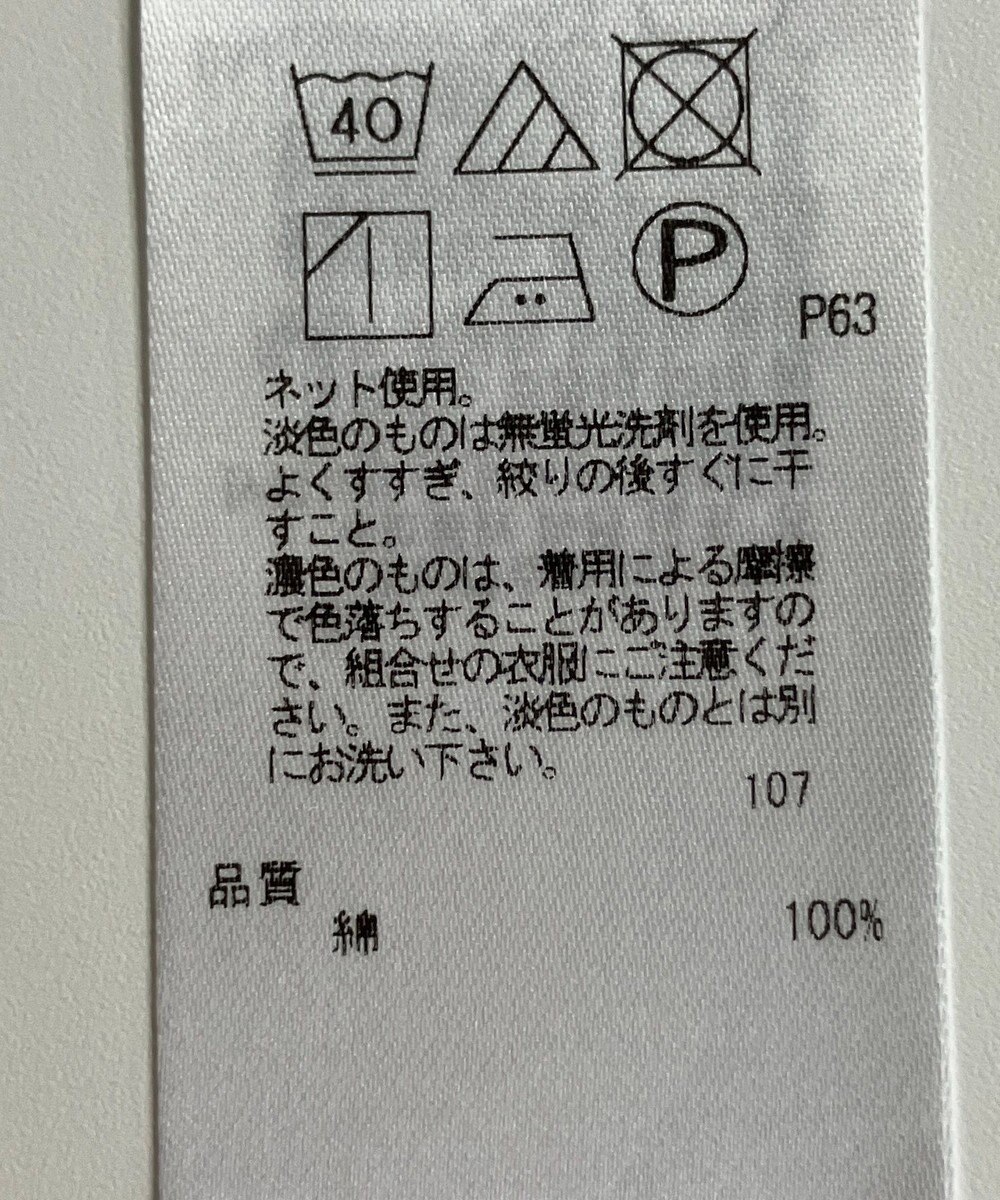 40
P
P63
ネット使用。
淡色のものは無蛍光洗剤を使用。
よくすすぎ、絞りの後すぐに干
すこと。
濃色のものは、着用による摩擦
で色落ちすることがありますの
で、組合せの衣服にご注意くだ
さい。また、淡色のものとは別
にお洗い下さい。
107
品質
綿 100%